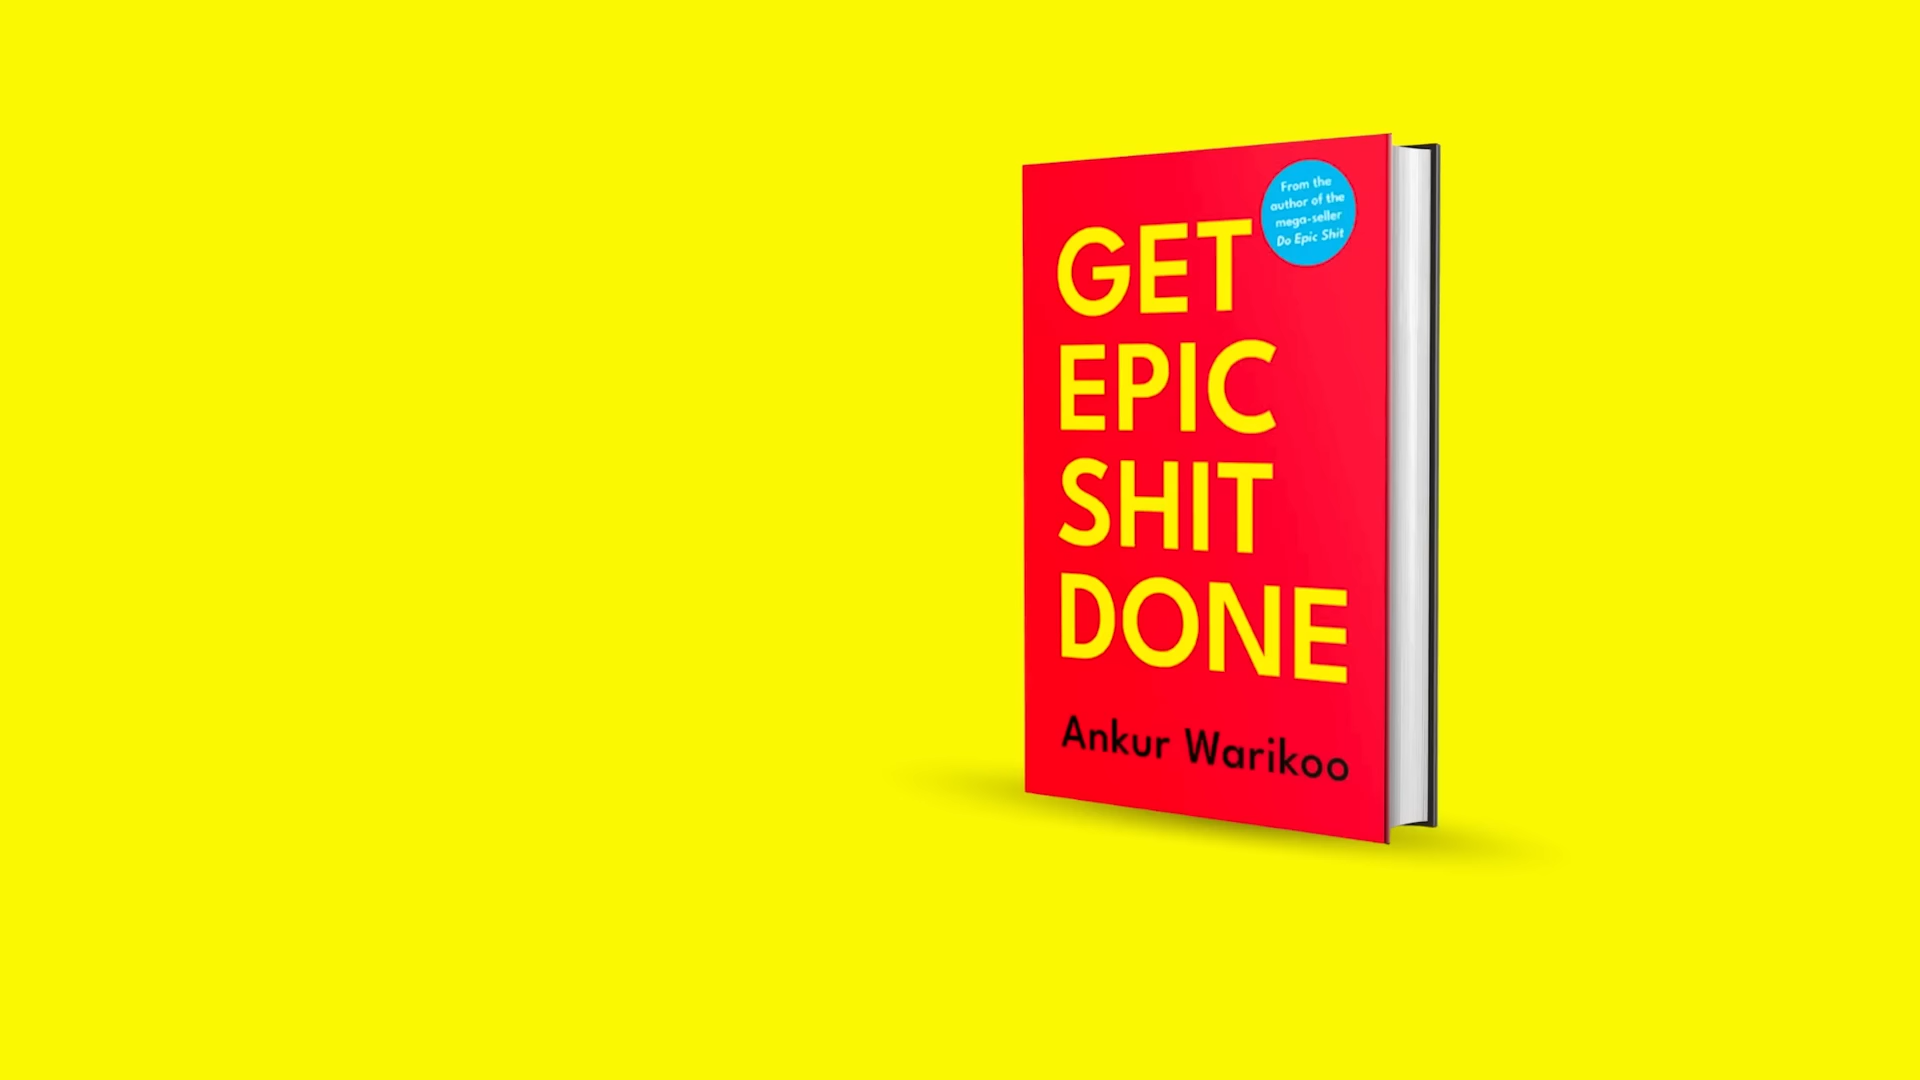 From the
author of the
mega-seller
Do Epic Shit
GET
EPIC
SHIT
DONE
Ankur Warikoo